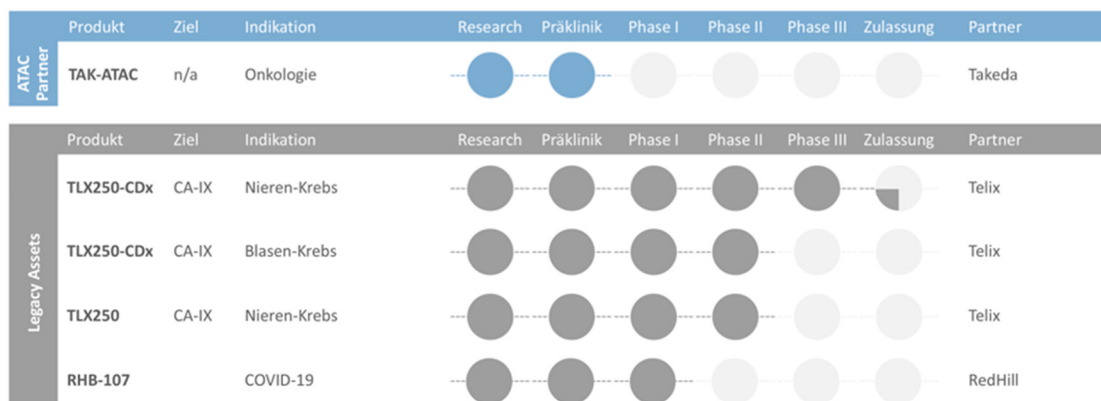 ATAC
Partner
Produkt Ziel Indikation Research Präklinik Phase I Phase II Phase III Zulassung Partner
TAK-ATAC n/a Onkologie Takeda
Legacy Assets
Produkt Ziel Indikation Research Präklinik Phase I Phase II Phase III Zulassung Partner
TLX250-CDx CA-IX Nieren-Krebs Telix
TLX250-CDx CA-IX Blasen-Krebs Telix
TLX250 CA-IX Nieren-Krebs Telix
RHB-107 COVID-19 RedHill